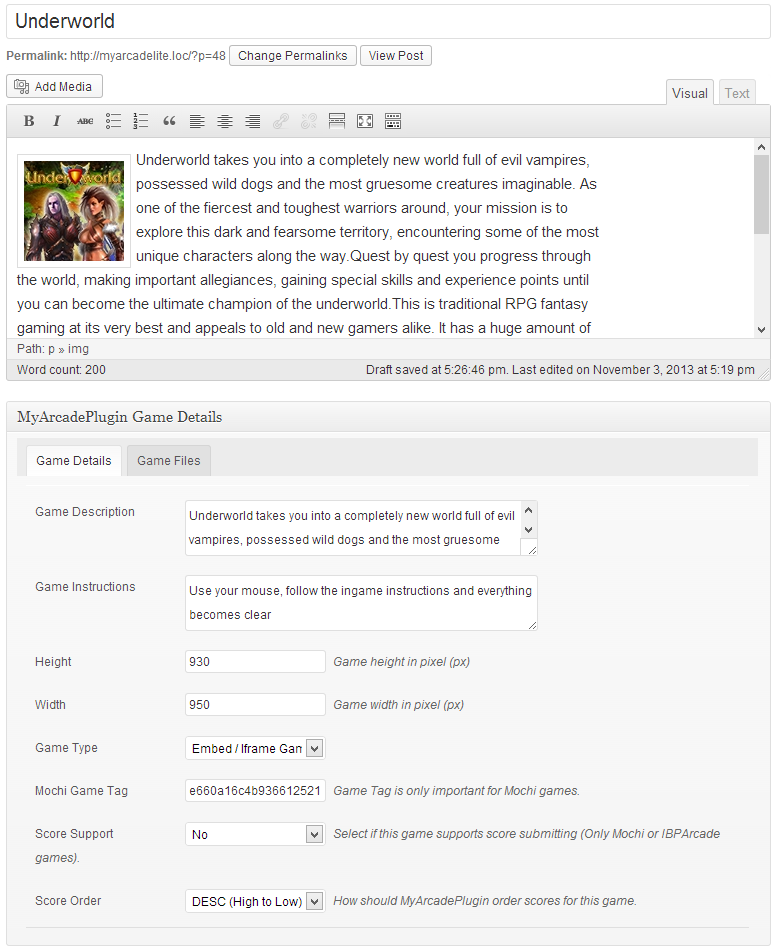 Underworld
Permalink: http://myarcadelite.loc/?p=48 Change Permalinks View Post
Add Media
Visual Text
B I ABC
Underworld
Underworld takes you into a completely new world full of evil vampires,
possessed wild dogs and the most gruesome creatures imaginable. As
one of the fiercest and toughest warriors around, your mission is to
explore this dark and fearsome territory, encountering some of the most
unique characters along the way.Quest by quest you progress through
the world, making important allegiances, gaining special skills and experience points until
you can become the ultimate champion of the underworld.This is traditional RPG fantasy
gaming at its very best and appeals to old and new gamers alike. It has a huge amount of
Path: p » img
Word count: 200 Draft saved at 5:26:46 pm. Last edited on November 3, 2013 at 5:19 pm
MyArcadePlugin Game Details
Game Details Game Files
Game Description
Underworld takes you into a completely new world full of evil
vampires, possessed wild dogs and the most gruesome
Game Instructions
Use your mouse, follow the ingame instructions and everything
becomes clear
Height 930 Game height in pixel (px)
Width 950 Game width in pixel (px)
Game Type Embed / Iframe Gam
Mochi Game Tag e660a16c4b936612521 Game Tag is only important for Mochi games.
Score Support No Select if this game supports score submitting (Only Mochi or IBPArcade
games).
Score Order DESC (High to Low) How should MyArcadePlugin order scores for this game.